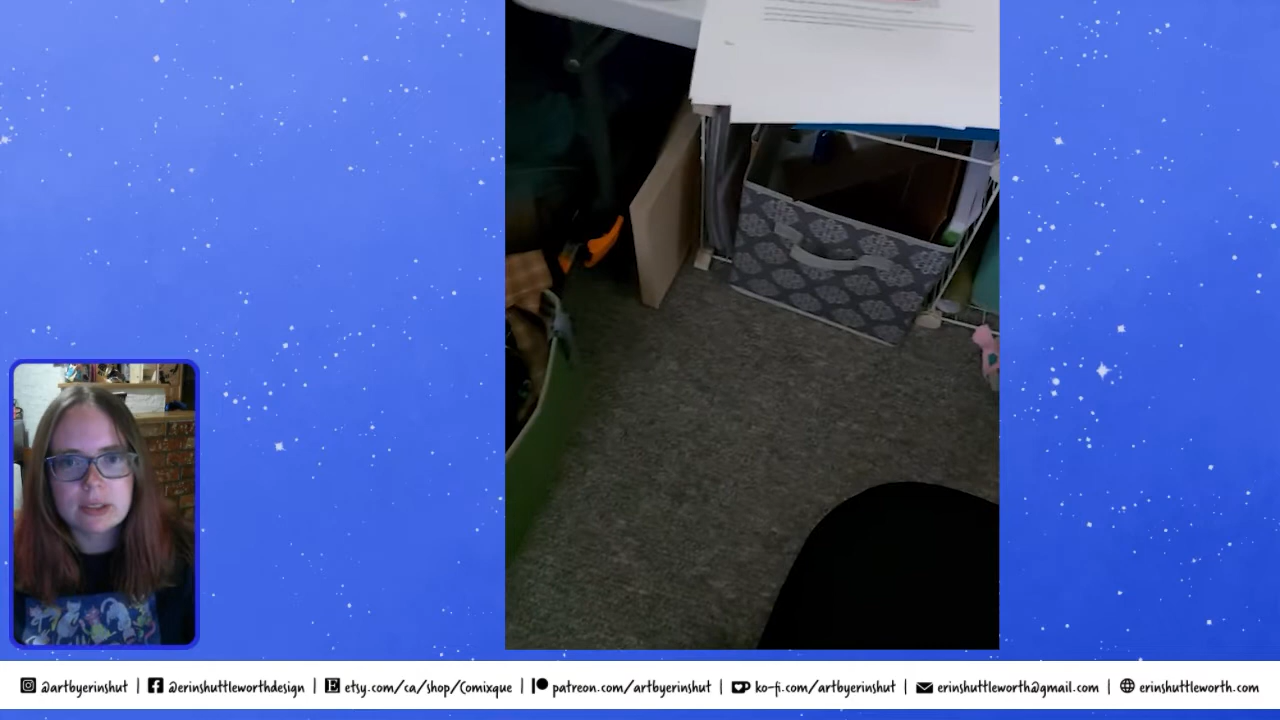 @artbyerinshut | @erinshuttleworthdesign | etsy.com/ca/shop/Comixque | patreon.com/artbyerinshut | ko-fi.com/artbyerinshut | erinshuttleworth@gmail.com | erinshuttleworth.com